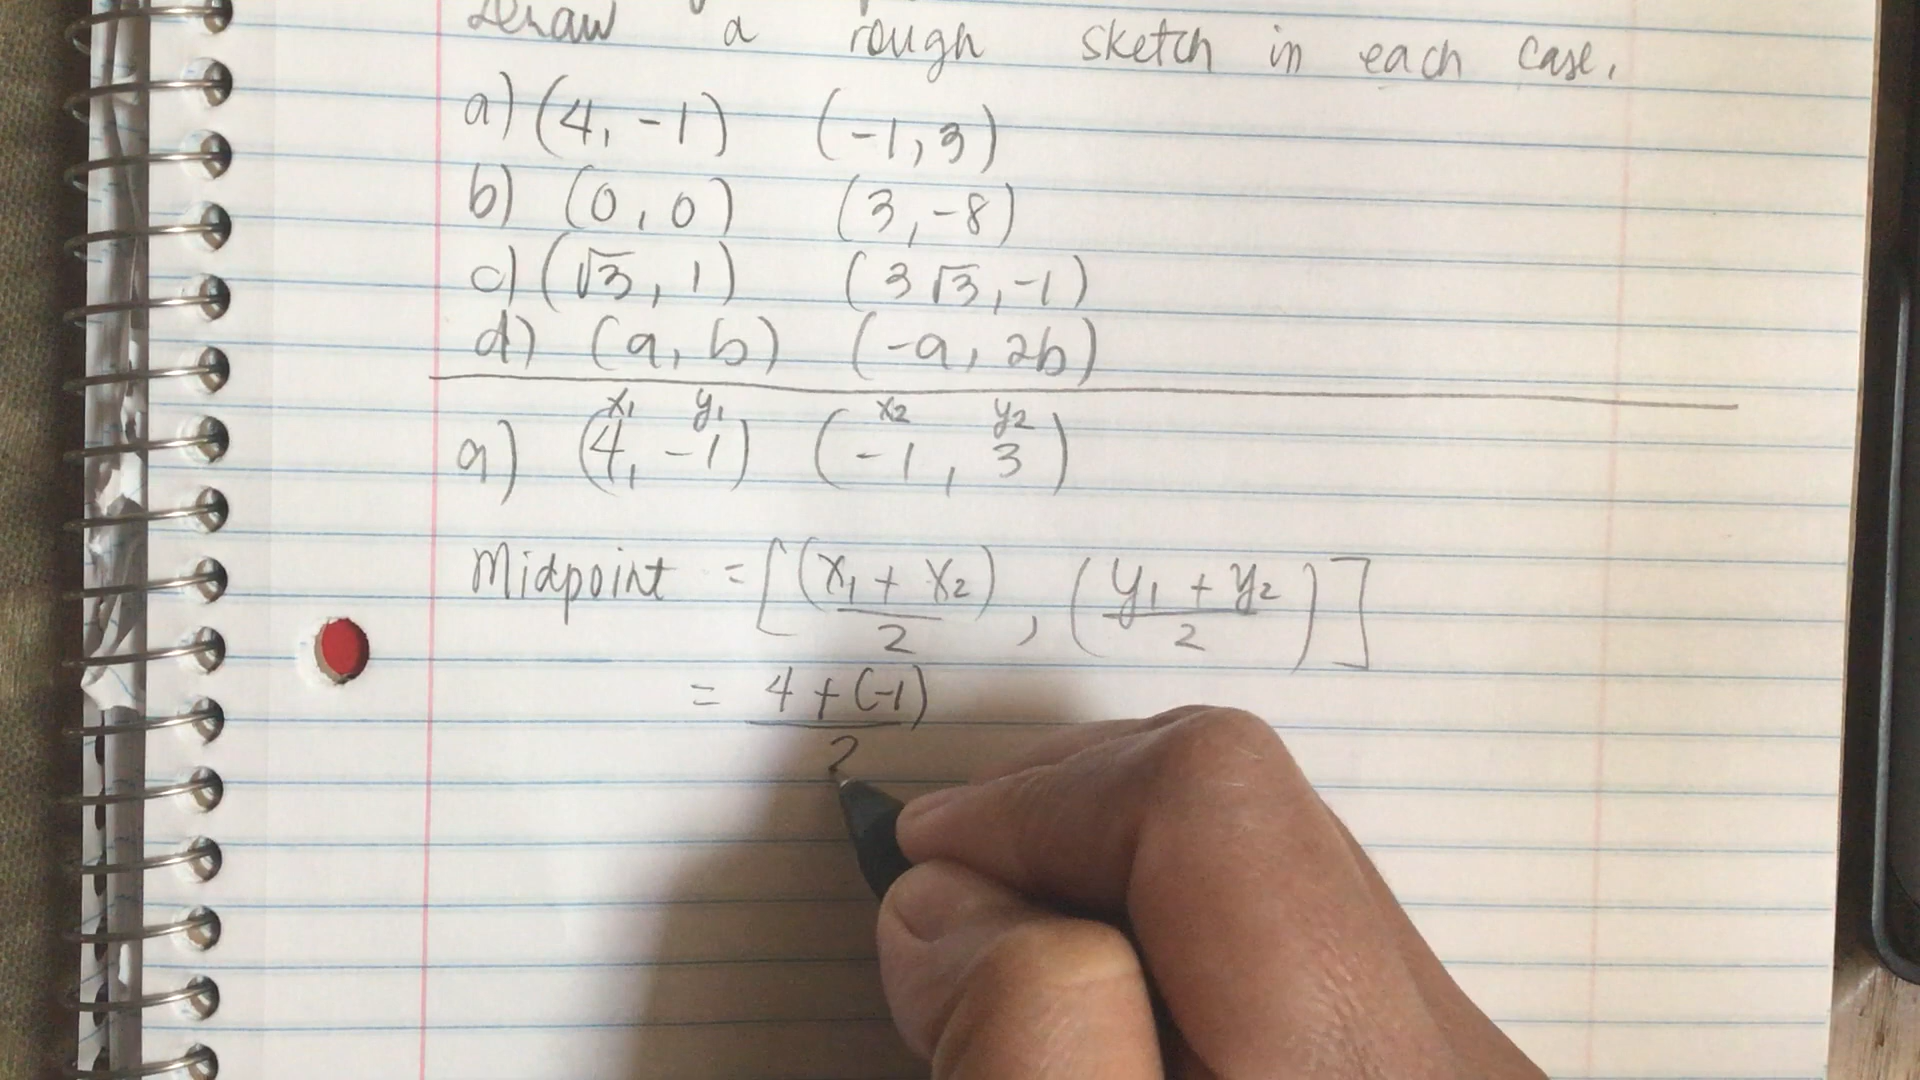 Draw a rough sketch in each case.
a) (4, -1) (-1, 3)
b) (0, 0) (3, -8)
c) (√3, 1) (3√3, -1)
d) (a, b) (-a, 2b)
x₁ y₁ x₂ y₂
a) (4, -1) (-1, 3)
Midpoint = [(x₁ + x₂)/2, (y₁ + y₂)/2]
= 4 + (-1)
2